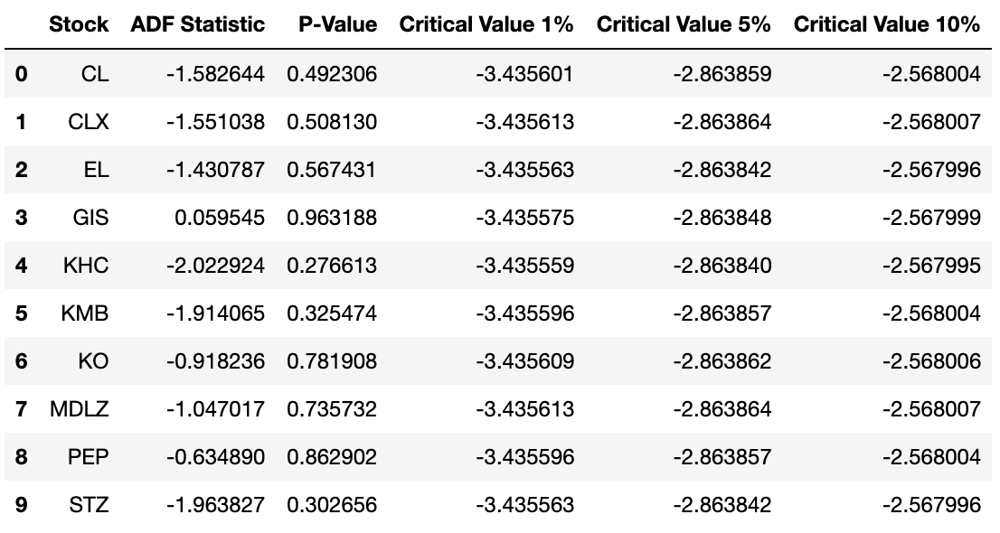 Stock ADF Statistic P-Value Critical Value 1% Critical Value 5% Critical Value 10%
0 CL -1.582644 0.492306 -3.435601 -2.863859 -2.568004
1 CLX -1.551038 0.508130 -3.435613 -2.863864 -2.568007
2 EL -1.430787 0.567431 -3.435563 -2.863842 -2.567996
3 GIS 0.059545 0.963188 -3.435575 -2.863848 -2.567999
4 KHC -2.022924 0.276613 -3.435559 -2.863840 -2.567995
5 KMB -1.914065 0.325474 -3.435596 -2.863857 -2.568004
6 KO -0.918236 0.781908 -3.435609 -2.863862 -2.568006
7 MDLZ -1.047017 0.735732 -3.435613 -2.863864 -2.568007
8 PEP -0.634890 0.862902 -3.435596 -2.863857 -2.568004
9 STZ -1.963827 0.302656 -3.435563 -2.863842 -2.567996